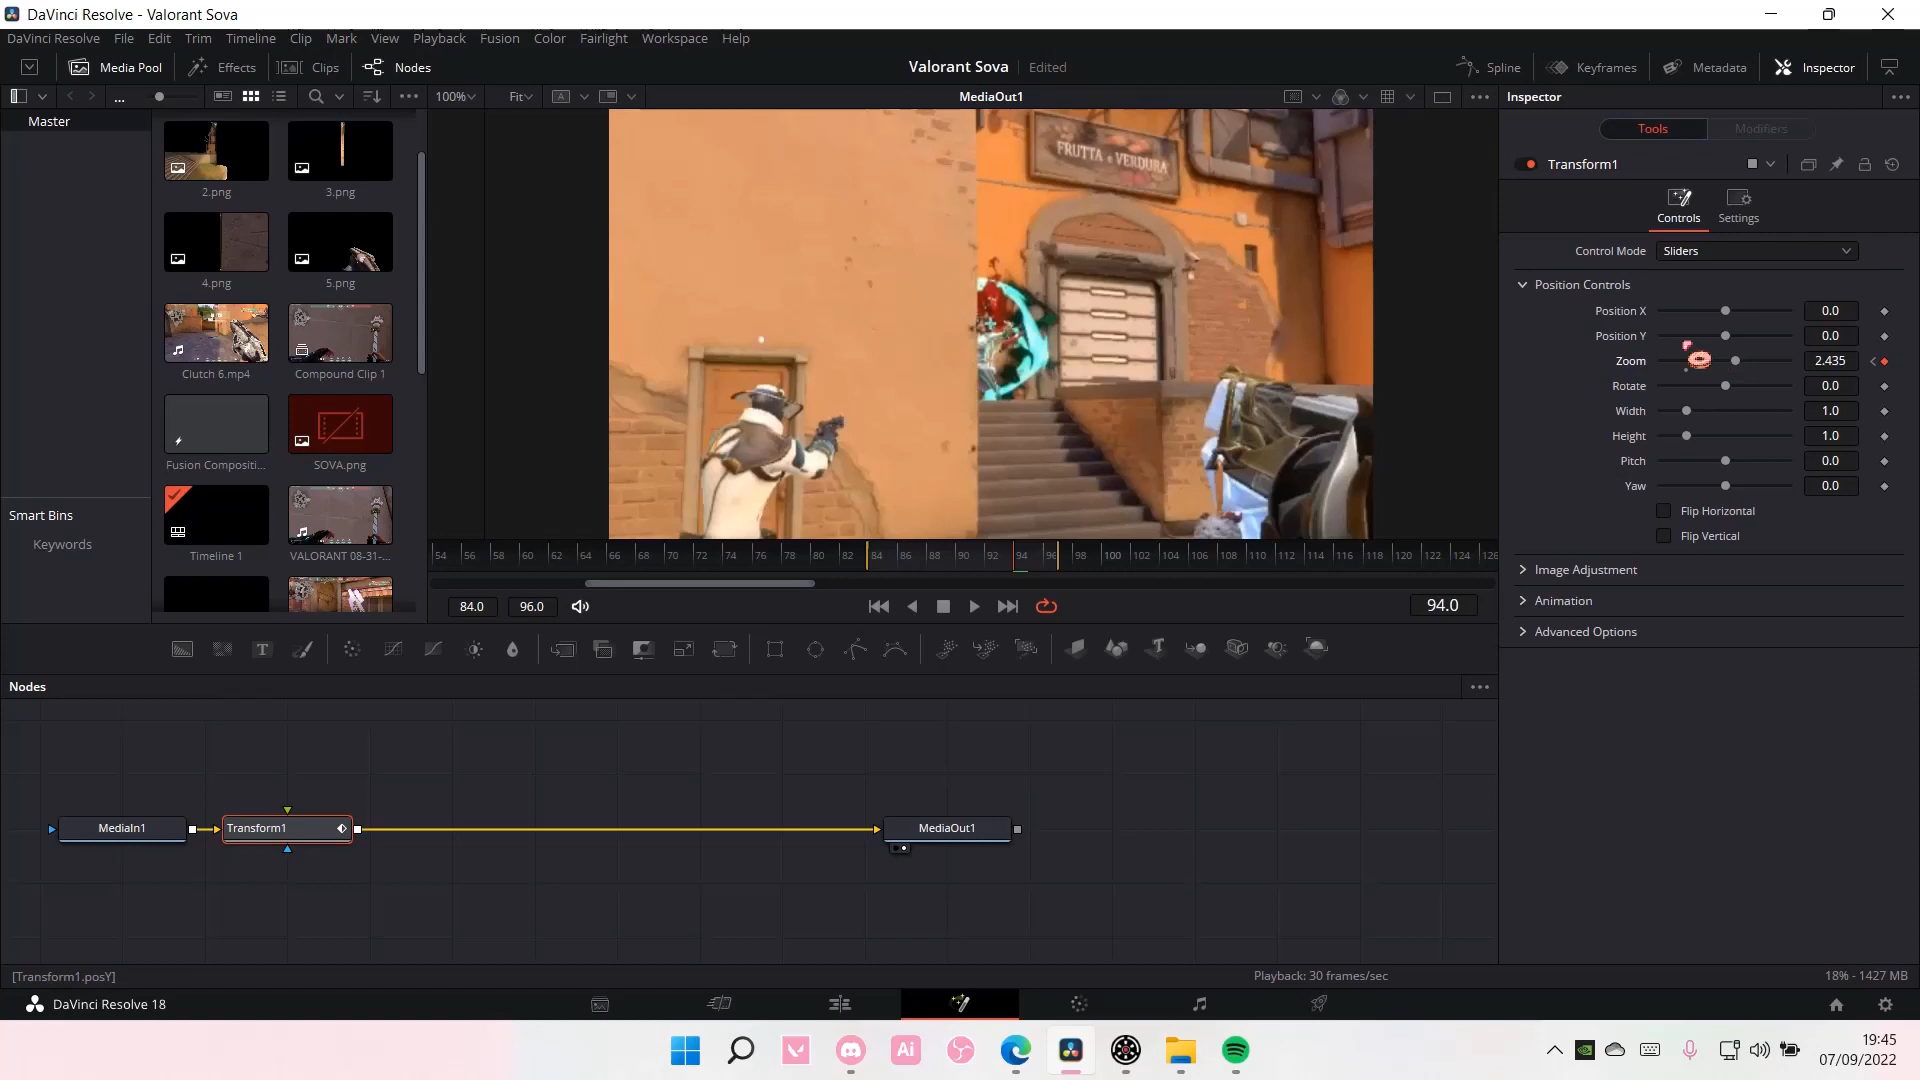 DaVinci Resolve - Valorant Sova
DaVinci Resolve File Edit Trim Timeline Clip Mark View Playback Fusion Color Fairlight Workspace Help
Media Pool Effects Clips Nodes Valorant Sova Edited Spline Keyframes Metadata Inspector
... 100% Fit MediaOut1 Inspector
Master
Tools Modifiers
FRUTTA e VERDURA
Transform1
2.png 3.png
Controls Settings
Control Mode Sliders
4.png 5.png
Position Controls
Position X 0.0
Position Y 0.0
Zoom 2.435
Clutch 6.mp4 Compound Clip 1
Rotate 0.0
Width 1.0
Height 1.0
Fusion Compositi... SOVA.png
Pitch 0.0
Yaw 0.0
Smart Bins
Flip Horizontal
Keywords
Flip Vertical
Timeline 1 VALORANT 08-31-...
54 56 58 60 62 64 66 68 70 72 74 76 78 80 82 84 86 88 90 92 94 96 98 100 102 104 106 108 110 112 114 116 118 120 122 124 126
Image Adjustment
Animation
84.0 96.0 94.0
Advanced Options
T T
Nodes
MediaIn1 Transform1 MediaOut1
[Transform1.posY] Playback: 30 frames/sec 18% - 1427 MB
DaVinci Resolve 18
Ai
19:45
07/09/2022